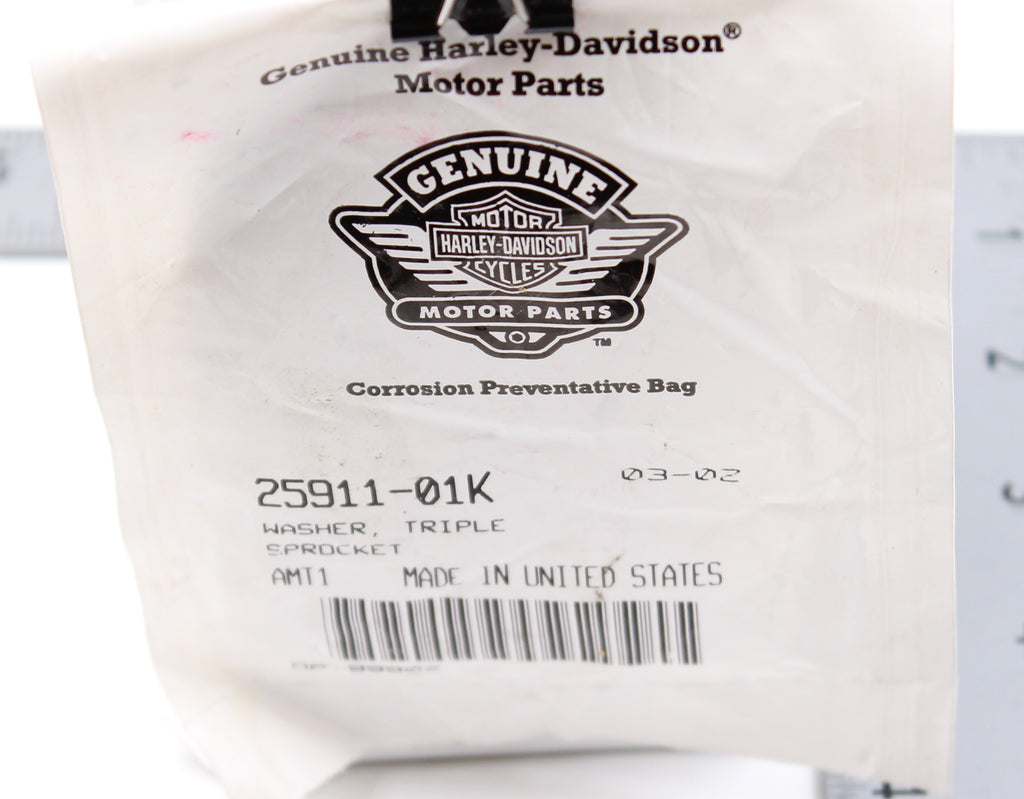 Genuine Harley-Davidson®
Motor Parts
GENUINE
MOTOR
HARLEY-DAVIDSON
CYCLES
MOTOR PARTS
TM
Corrosion Preventative Bag
03-02
25911-01K
WASHER, TRIPLE
SPROCKET
AMT1 MADE IN UNITED STATES